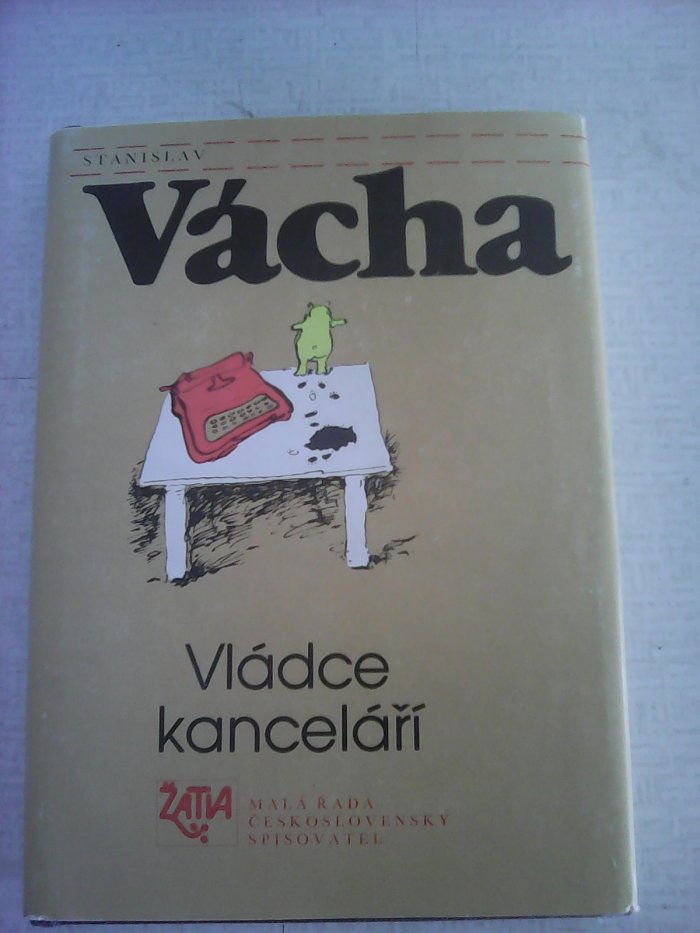 STANISLAV
Vácha
Vládce
kanceláří
ŽATVA
MALÁ ŘADA
ČESKOSLOVENSKÝ
SPISOVATEL